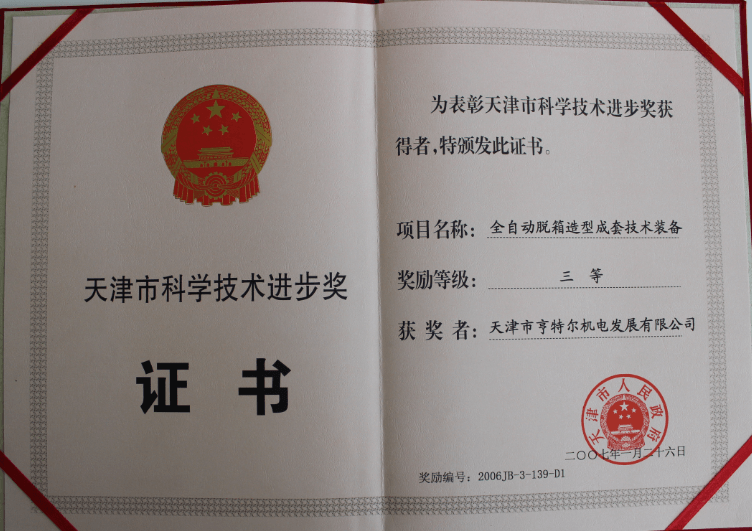 天津市科学技术进步奖
证书
为表彰天津市科学技术进步奖获
得者,特颁发此证书。
项目名称: 全自动脱箱造型成套技术装备
奖励等级: 三 等
获奖者: 天津市亨特尔机电发展有限公司
天津市人民政府
二〇〇七年一月二十六日
奖励编号: 2006JB-3-139-D1